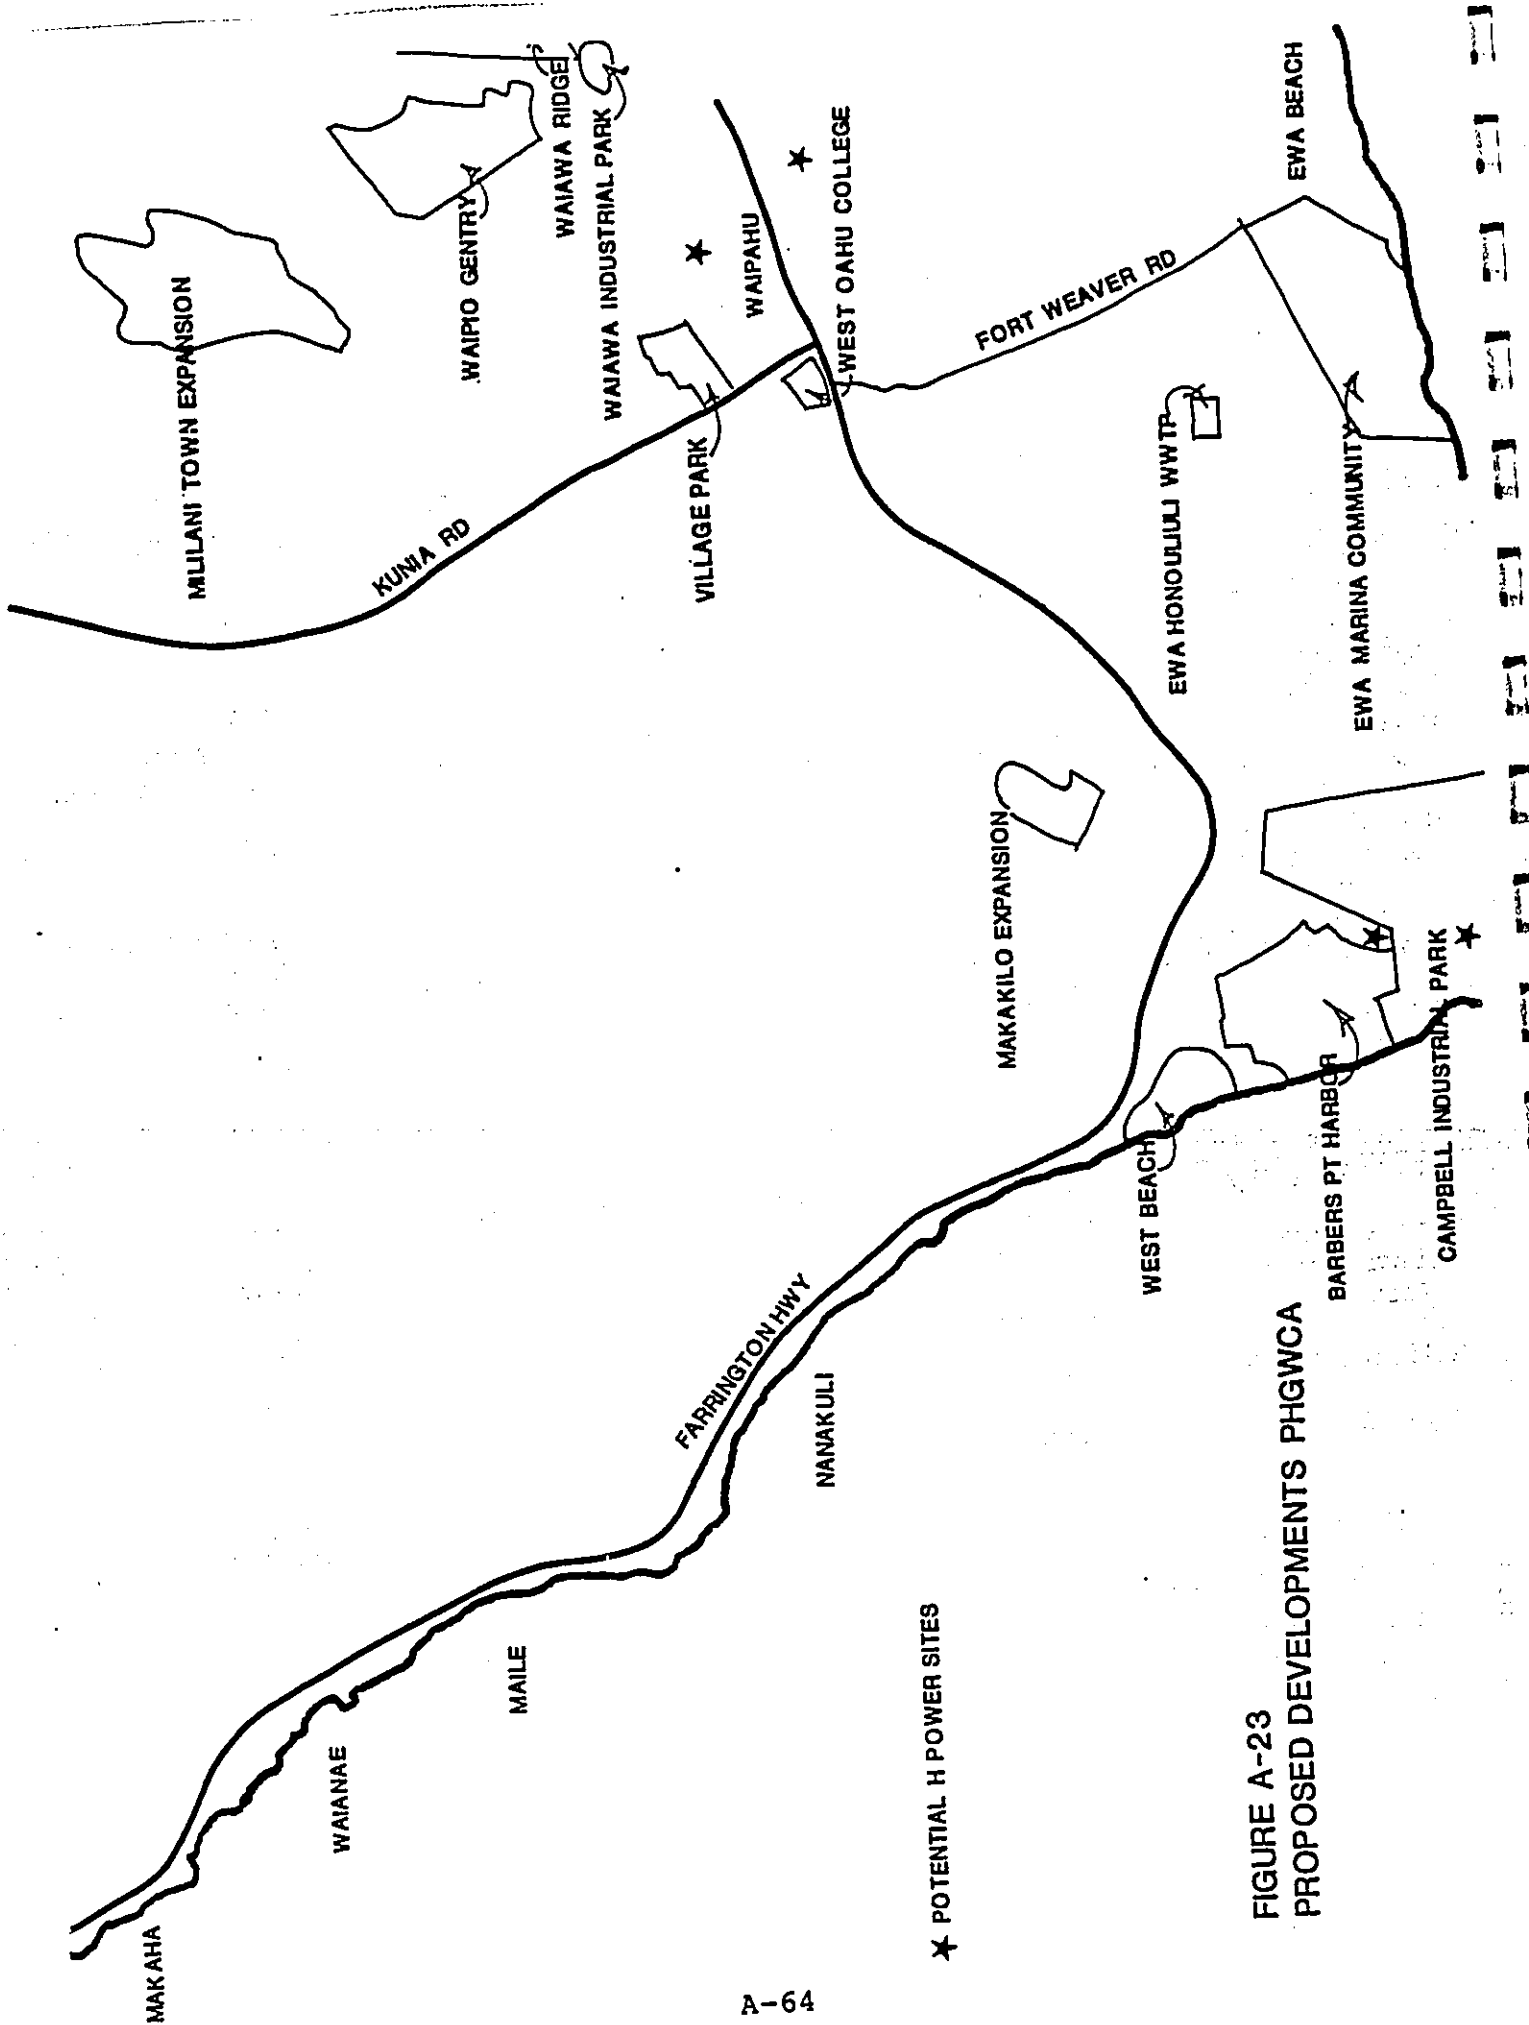 MAKAHA
WAIANAE
MAILE
FARRINGTON HWY
NANAKULI
MILILANI TOWN EXPANSION
KUNIA RD
WAIPIO GENTRY
WAIAWA RIDGE
WAIAWA INDUSTRIAL PARK
VILLAGE PARK
WAIPAHU
WEST OAHU COLLEGE
FORT WEAVER RD
MAKAKILO EXPANSION
EWA HONOULIULI WWTP
EWA BEACH
EWA MARINA COMMUNITY
WEST BEACH
BARBERS PT HARBOR
CAMPBELL INDUSTRIAL PARK
★ POTENTIAL H POWER SITES
FIGURE A-23
PROPOSED DEVELOPMENTS PHGWCA
A-64